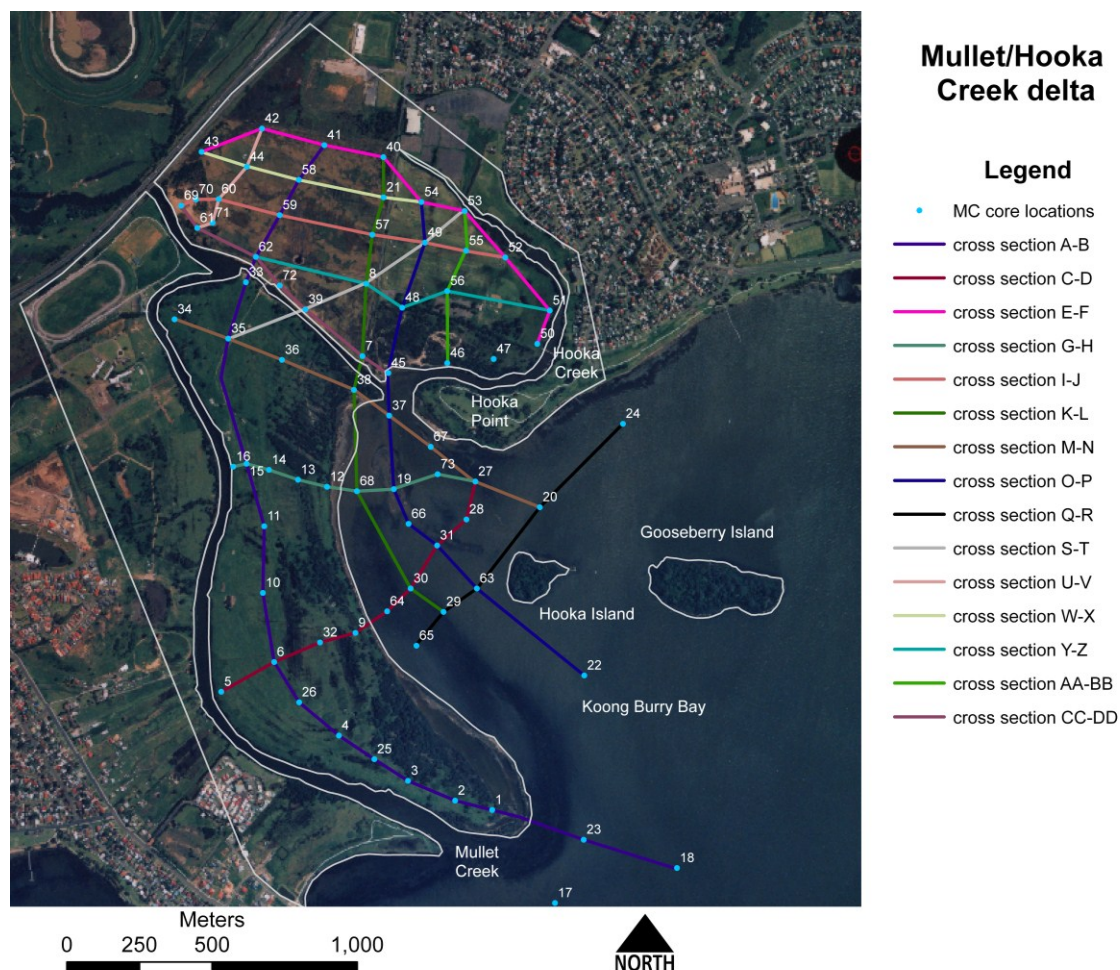 Mullet/Hooka
Creek delta
Legend
MC core locations
cross section A-B
cross section C-D
cross section E-F
cross section G-H
cross section I-J
cross section K-L
cross section M-N
cross section O-P
cross section Q-R
cross section S-T
cross section U-V
cross section W-X
cross section Y-Z
cross section AA-BB
cross section CC-DD
42
41
43
40
44
58
21
54
69
70
60
53
59
61
71
57
49
55
52
62
33
72
8
56
34
39
48
51
35
36
7
46
47
50
Hooka
Creek
45
38
Hooka
Point
37
24
67
16
15
14
13
12
68
19
73
27
20
11
66
28
31
Gooseberry Island
10
30
63
Hooka Island
64
29
9
32
65
6
5
22
26
Koong Burry Bay
4
25
3
2
1
23
Mullet
Creek
18
17
Meters
0 250 500 1,000
NORTH